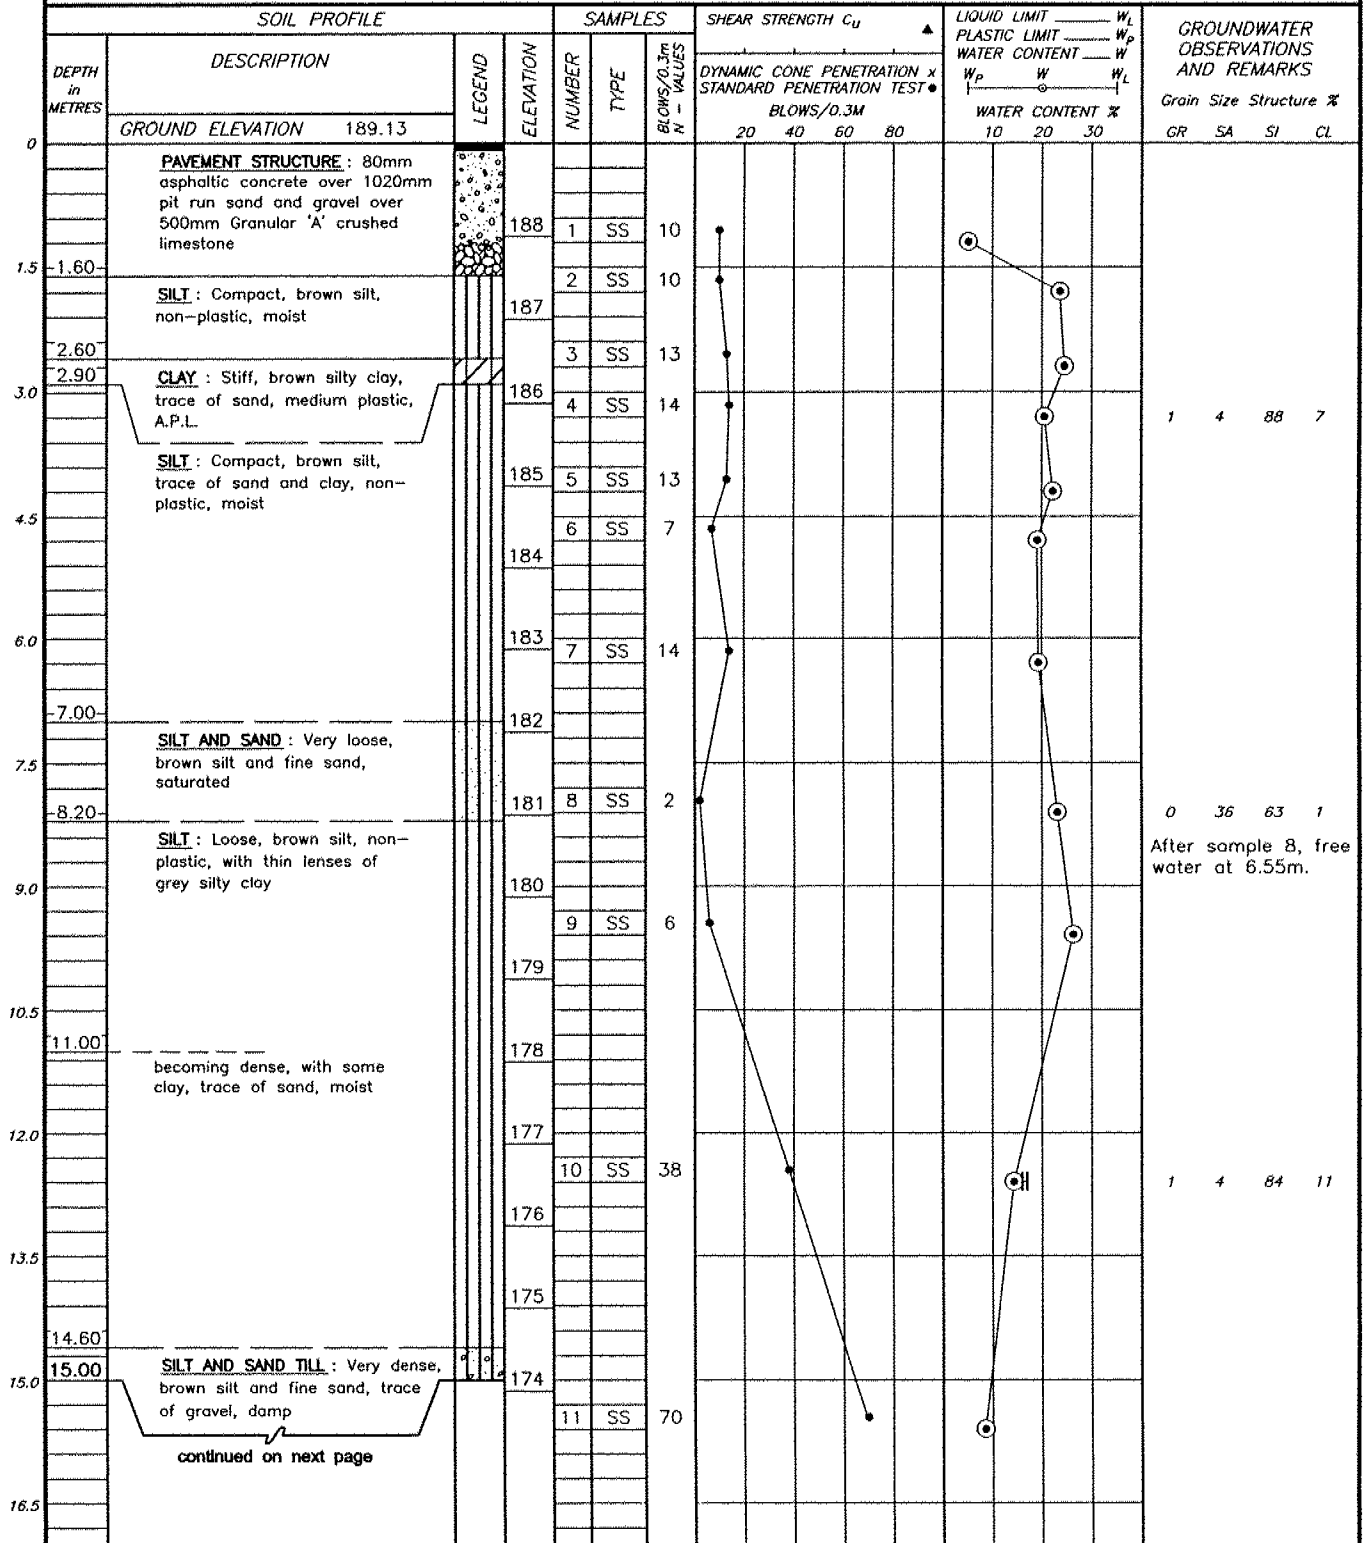 SOIL PROFILE
SAMPLES
SHEAR STRENGTH Cu ▲
LIQUID LIMIT ______ WL
PLASTIC LIMIT ______ WP
WATER CONTENT ___ W
GROUNDWATER
OBSERVATIONS
AND REMARKS
DEPTH
in
METRES
DESCRIPTION
LEGEND
ELEVATION
NUMBER
TYPE
BLOWS/0.3m
N - VALUES
DYNAMIC CONE PENETRATION x
STANDARD PENETRATION TEST ●
BLOWS/0.3M
WP W WL
WATER CONTENT %
Grain Size Structure %
GROUND ELEVATION 189.13
20 40 60 80
10 20 30
GR SA SI CL
0
PAVEMENT STRUCTURE : 80mm
asphaltic concrete over 1020mm
pit run sand and gravel over
500mm Granular 'A' crushed
limestone
188 1 SS 10
1.5 1.60
2 SS 10
SILT : Compact, brown silt,
non-plastic, moist
187
2.60
3 SS 13
2.90
CLAY : Stiff, brown silty clay,
trace of sand, medium plastic,
A.P.L.
186
3.0
4 SS 14
1 4 88 7
SILT : Compact, brown silt,
trace of sand and clay, non-
plastic, moist
185 5 SS 13
4.5
6 SS 7
184
6.0
183
7 SS 14
7.00
182
SILT AND SAND : Very loose,
brown silt and fine sand,
saturated
7.5
181 8 SS 2
8.20
0 36 63 1
After sample 8, free
water at 6.55m.
SILT : Loose, brown silt, non-
plastic, with thin lenses of
grey silty clay
9.0
180
9 SS 6
179
10.5
11.00
178
becoming dense, with some
clay, trace of sand, moist
12.0
177
10 SS 38
1 4 84 11
176
13.5
175
14.60
15.00
15.0
SILT AND SAND TILL : Very dense,
brown silt and fine sand, trace
of gravel, damp
174
11 SS 70
continued on next page
16.5